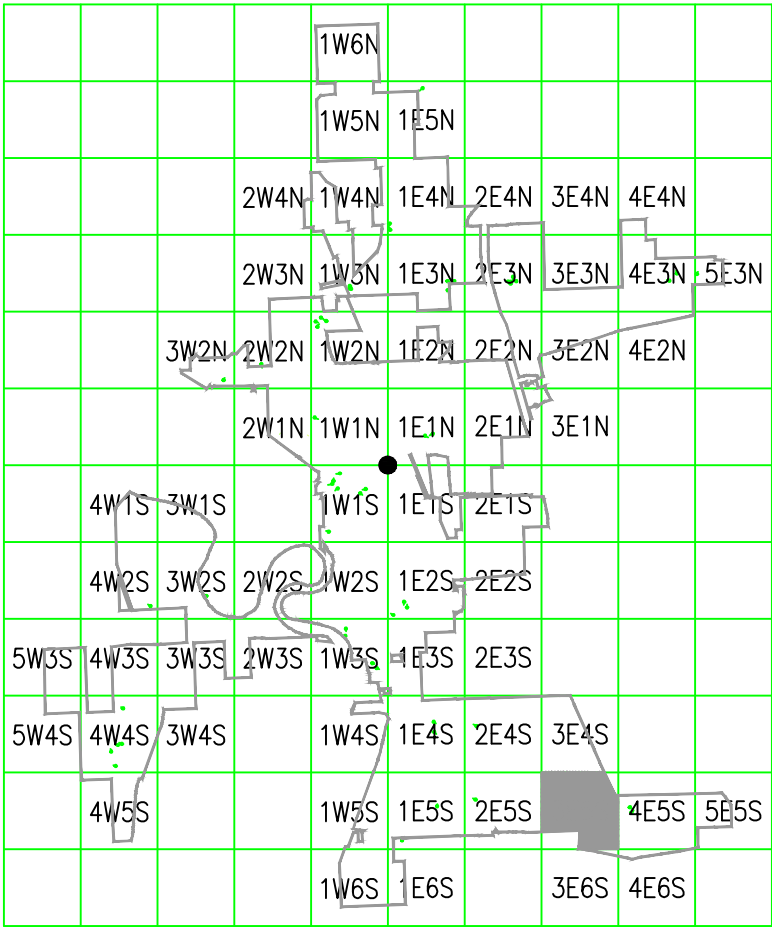 1W6N
1W5N 1E5N
2W4N 1W4N 1E4N 2E4N 3E4N 4E4N
2W3N 1W3N 1E3N 2E3N 3E3N 4E3N 5E3N
3W2N 2W2N 1W2N 1E2N 2E2N 3E2N 4E2N
2W1N 1W1N 1E1N 2E1N 3E1N
4W1S 3W1S 1W1S 1E1S 2E1S
4W2S 3W2S 2W2S 1W2S 1E2S 2E2S
5W3S 4W3S 3W3S 2W3S 1W3S 1E3S 2E3S
5W4S 4W4S 3W4S 1W4S 1E4S 2E4S 3E4S
4W5S 1W5S 1E5S 2E5S 4E5S 5E5S
1W6S 1E6S 3E6S 4E6S